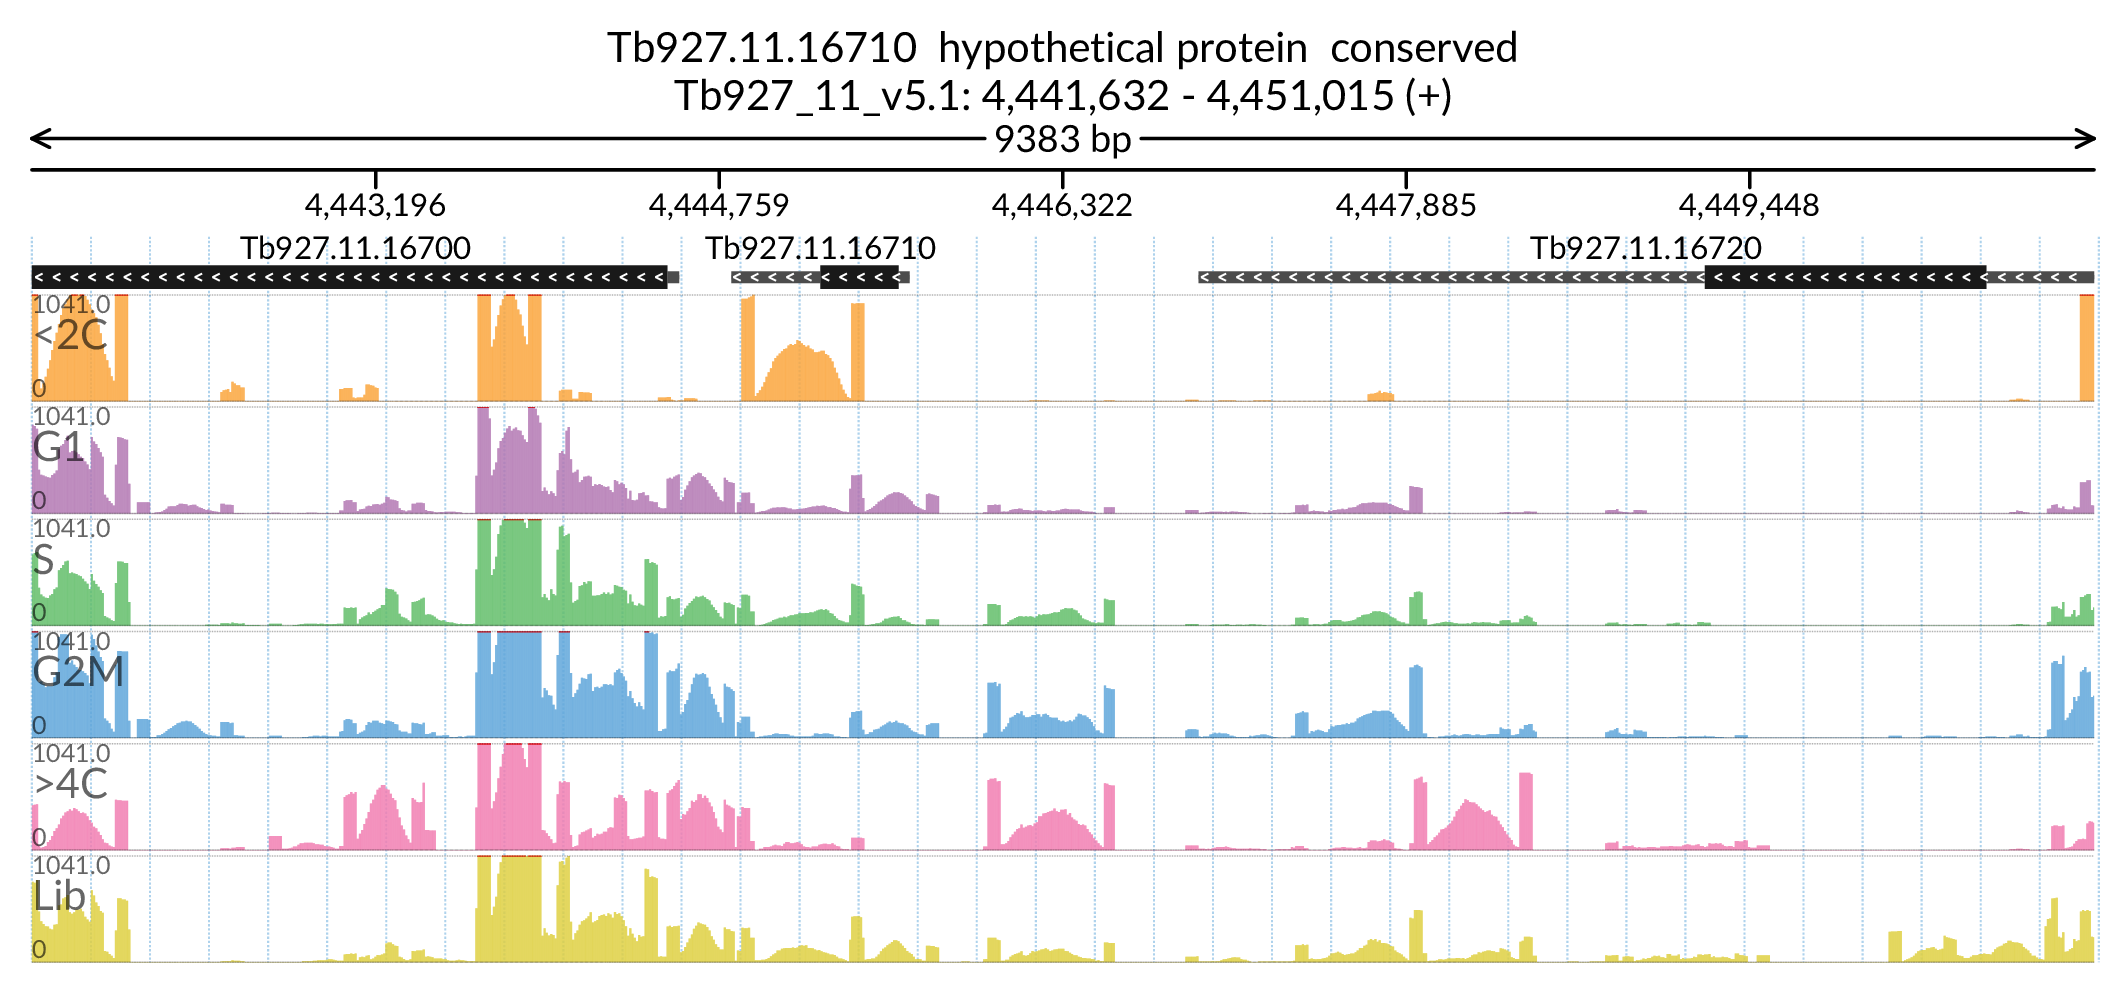 Tb927.11.16710 hypothetical protein conserved
Tb927_11_v5.1: 4,441,632 - 4,451,015 (+)
9383 bp
4,443,196 4,444,759 4,446,322 4,447,885 4,449,448
Tb927.11.16700 Tb927.11.16710 Tb927.11.16720
1041.0
<2C
0
1041.0
G1
0
1041.0
S
0
1041.0
G2M
0
1041.0
>4C
0
1041.0
Lib
0